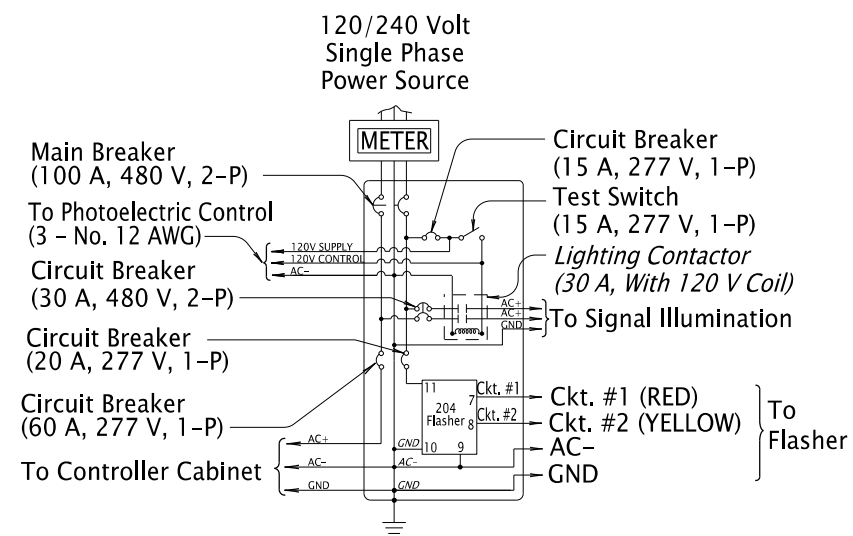 120/240 Volt
Single Phase
Power Source
METER
Main Breaker
(100 A, 480 V, 2-P)
To Photoelectric Control
(3 – No. 12 AWG)
120V SUPPLY
120V CONTROL
AC-
Circuit Breaker
(30 A, 480 V, 2-P)
Circuit Breaker
(20 A, 277 V, 1-P)
Circuit Breaker
(60 A, 277 V, 1-P)
To Controller Cabinet
AC+
AC-
GND
Circuit Breaker
(15 A, 277 V, 1-P)
Test Switch
(15 A, 277 V, 1-P)
Lighting Contactor
(30 A, With 120 V Coil)
AC+
AC+
GND
To Signal Illumination
11
204
Flasher
7
8
10
9
Ckt. #1
Ckt. #2
GND
AC-
GND
Ckt. #1 (RED)
Ckt. #2 (YELLOW)
AC-
GND
To
Flasher